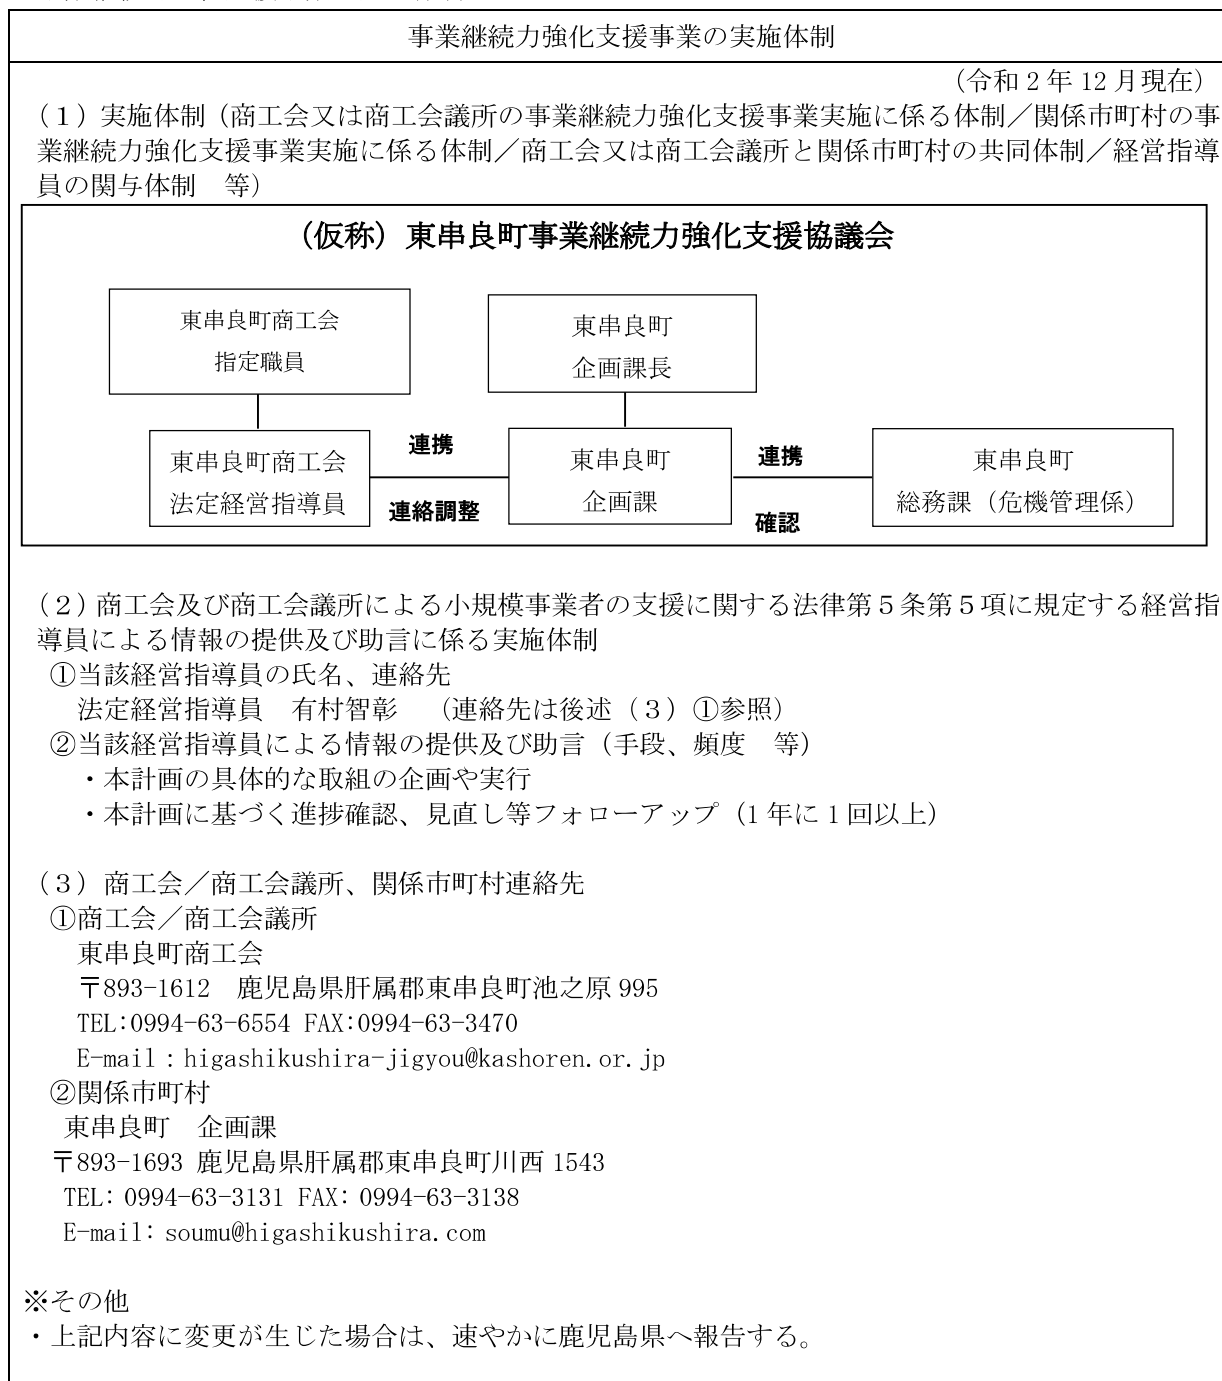 事業継続力強化支援事業の実施体制
（令和２年 12 月現在）
（１）実施体制（商工会又は商工会議所の事業継続力強化支援事業実施に係る体制／関係市町村の事
業継続力強化支援事業実施に係る体制／商工会又は商工会議所と関係市町村の共同体制／経営指導
員の関与体制　等）
（仮称）東串良町事業継続力強化支援協議会
東串良町商工会
指定職員
東串良町
企画課長
東串良町商工会
法定経営指導員
連携
連絡調整
東串良町
企画課
連携
確認
東串良町
総務課（危機管理係）
（２）商工会及び商工会議所による小規模事業者の支援に関する法律第５条第５項に規定する経営指
導員による情報の提供及び助言に係る実施体制
①当該経営指導員の氏名、連絡先
法定経営指導員　有村智彰　（連絡先は後述（３）①参照）
②当該経営指導員による情報の提供及び助言（手段、頻度　等）
・本計画の具体的な取組の企画や実行
・本計画に基づく進捗確認、見直し等フォローアップ（1 年に 1 回以上）
（３）商工会／商工会議所、関係市町村連絡先
①商工会／商工会議所
東串良町商工会
〒893-1612　鹿児島県肝属郡東串良町池之原 995
TEL:0994-63-6554 FAX:0994-63-3470
E-mail：higashikushira-jigyou@kashoren.or.jp
②関係市町村
東串良町　企画課
〒893-1693 鹿児島県肝属郡東串良町川西 1543
TEL: 0994-63-3131 FAX: 0994-63-3138
E-mail: soumu@higashikushira.com
※その他
・上記内容に変更が生じた場合は、速やかに鹿児島県へ報告する。